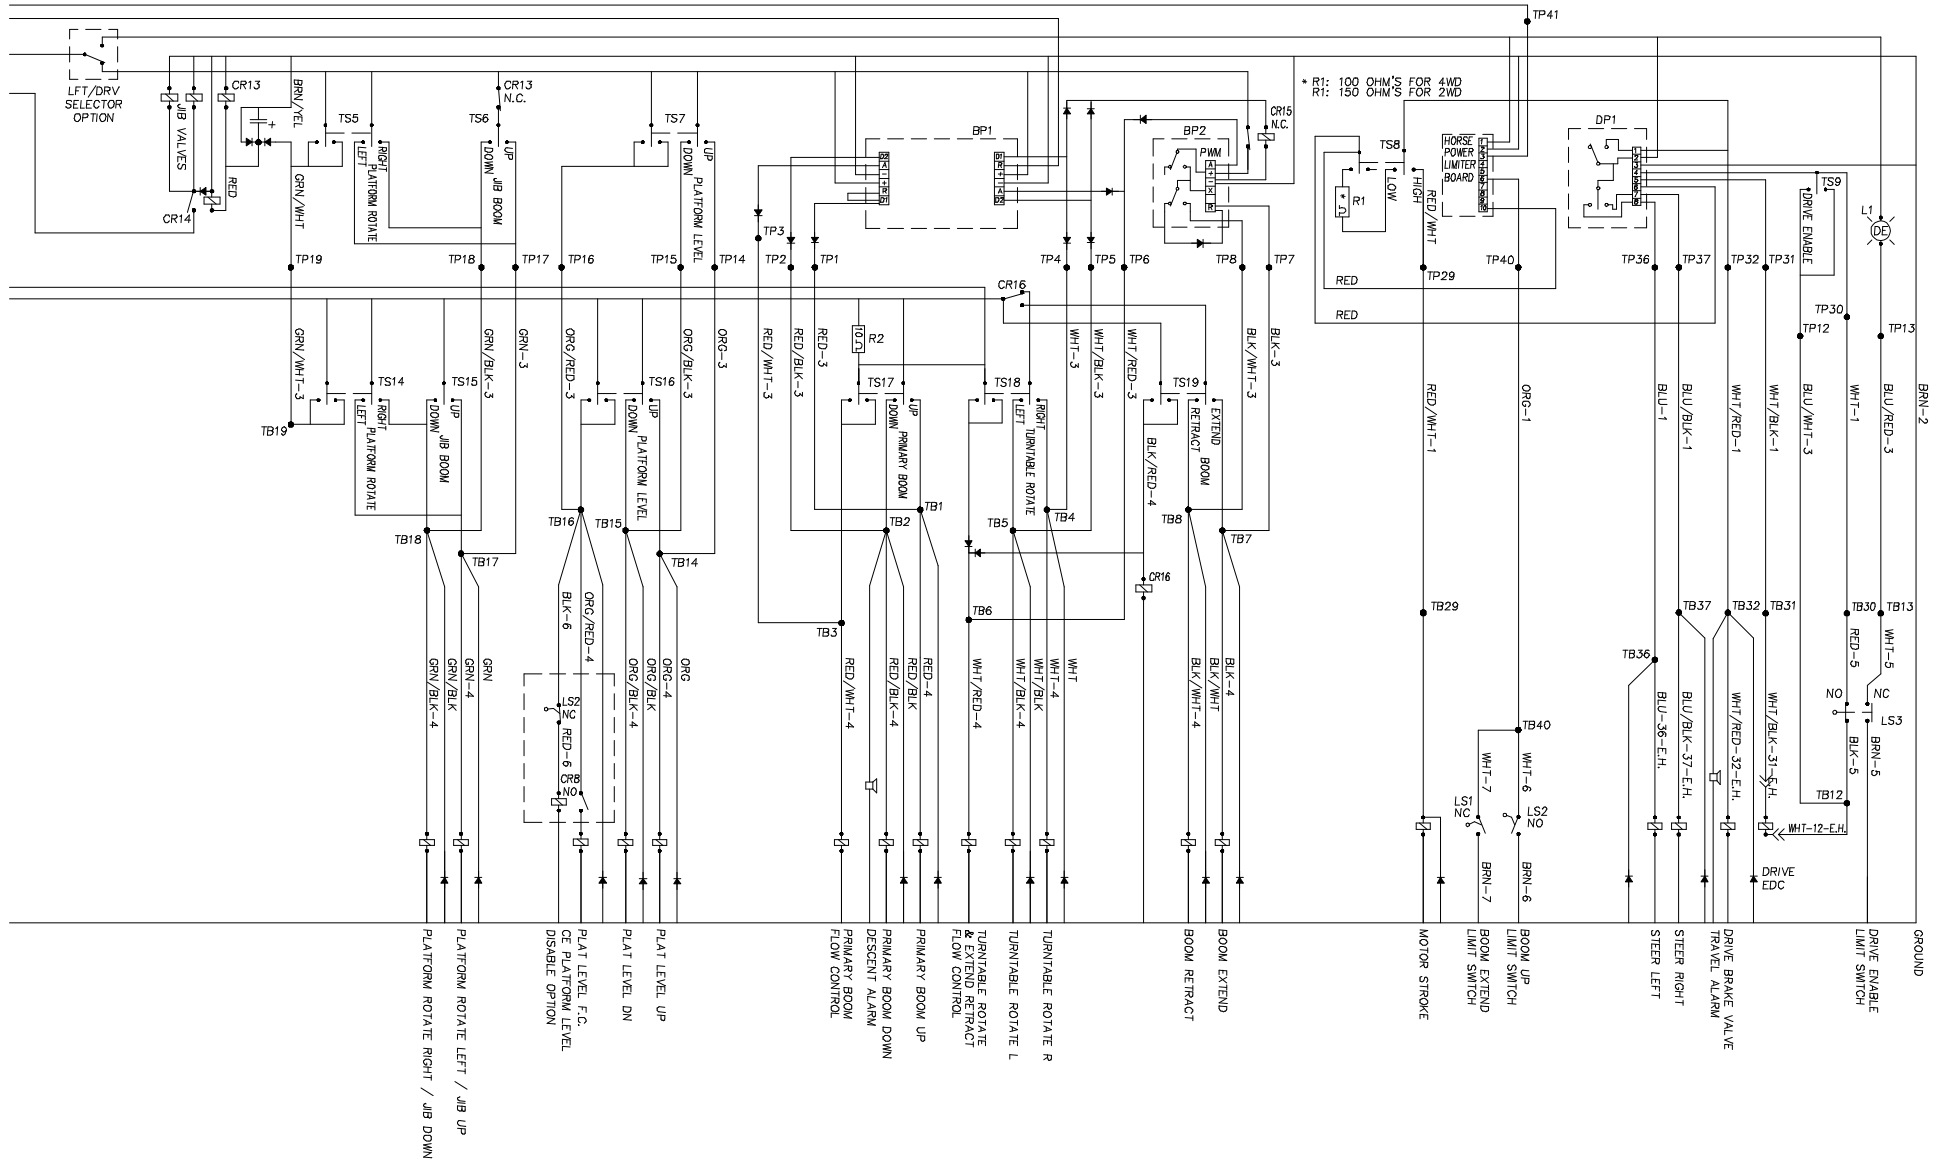 TP41
LFT/DRV
SELECTOR
OPTION
JIB VALVES
CR13
BRN/YEL
+
RED
CR14
GRN/WHT
TS5
RIGHT
LEFT
PLATFORM ROTATE
CR13
N.C.
TS6
UP
DOWN
JIB BOOM
TS7
UP
DOWN
PLATFORM LEVEL
BP1
BP2
PWM
CR15
N.C.
* R1: 100 OHM'S FOR 4WD
R1: 150 OHM'S FOR 2WD
TS8
* R1
LOW
HIGH
RED/WHT
HORSE
POWER
LIMITER
BOARD
DP1
TS9
DRIVE ENABLE
L1
DE
TP19
TP18
TP17
TP16
TP15
TP14
TP3
TP2
TP1
TP4
TP5
TP6
TP8
TP7
TP29
TP40
TP36
TP37
TP32
TP31
TP30
TP12
TP13
RED
RED
CR16
10Ω
R2
GRN/WHT-3
GRN/BLK-3
GRN-3
ORG/RED-3
ORG/BLK-3
ORG-3
RED/WHT-3
RED/BLK-3
RED-3
WHT-3
WHT/BLK-3
WHT/RED-3
BLK/WHT-3
BLK-3
RED/WHT-1
ORG-1
BLU-1
BLU/BLK-1
WHT/RED-1
WHT/BLK-1
BLU/WHT-3
WHT-1
BLU/RED-3
BRN-2
TS14
RIGHT
LEFT
PLATFORM ROTATE
TS15
UP
DOWN
JIB BOOM
TS16
UP
DOWN
PLATFORM LEVEL
TS17
UP
DOWN
PRIMARY BOOM
TS18
RIGHT
LEFT
TURNTABLE ROTATE
TS19
EXTEND
RETRACT
BOOM
BLK/RED-4
TB19
TB18
TB17
TB16
TB15
TB14
TB2
TB1
TB5
TB4
TB8
TB7
CR16
TB3
TB6
TB29
TB37
TB32
TB31
TB30
TB13
TB36
TB40
TB12
BLK-6
ORG/RED-4
LS2
NC
RED-6
CR8
NO
GRN/BLK-4
GRN/BLK
GRN-4
GRN
ORG/BLK-4
ORG/BLK
ORG-4
ORG
RED/WHT-4
RED/BLK-4
RED/BLK
RED-4
WHT/RED-4
WHT/BLK-4
WHT/BLK
WHT-4
WHT
BLK/WHT-4
BLK/WHT
BLK-4
WHT-7
WHT-6
LS1
NC
LS2
NO
BRN-7
BRN-6
BLU-36-E.H.
BLU/BLK-37-E.H.
WHT/RED-32-E.H.
WHT/BLK-31-E.H.
RED-5
WHT-5
NO
NC
LS3
BLK-5
BRN-5
WHT-12-E.H.
DRIVE
EDC
PLATFORM ROTATE RIGHT / JIB DOWN
PLATFORM ROTATE LEFT / JIB UP
CE PLATFORM LEVEL
DISABLE OPTION
PLAT LEVEL F.C.
PLAT LEVEL DN
PLAT LEVEL UP
PRIMARY BOOM
FLOW CONTROL
DESCENT ALARM
PRIMARY BOOM DOWN
PRIMARY BOOM UP
TURNTABLE ROTATE
& EXTEND RETRACT
FLOW CONTROL
TURNTABLE ROTATE L
TURNTABLE ROTATE R
BOOM RETRACT
BOOM EXTEND
MOTOR STROKE
BOOM EXTEND
LIMIT SWITCH
BOOM UP
LIMIT SWITCH
STEER LEFT
STEER RIGHT
TRAVEL ALARM
DRIVE BRAKE VALVE
DRIVE ENABLE
LIMIT SWITCH
GROUND